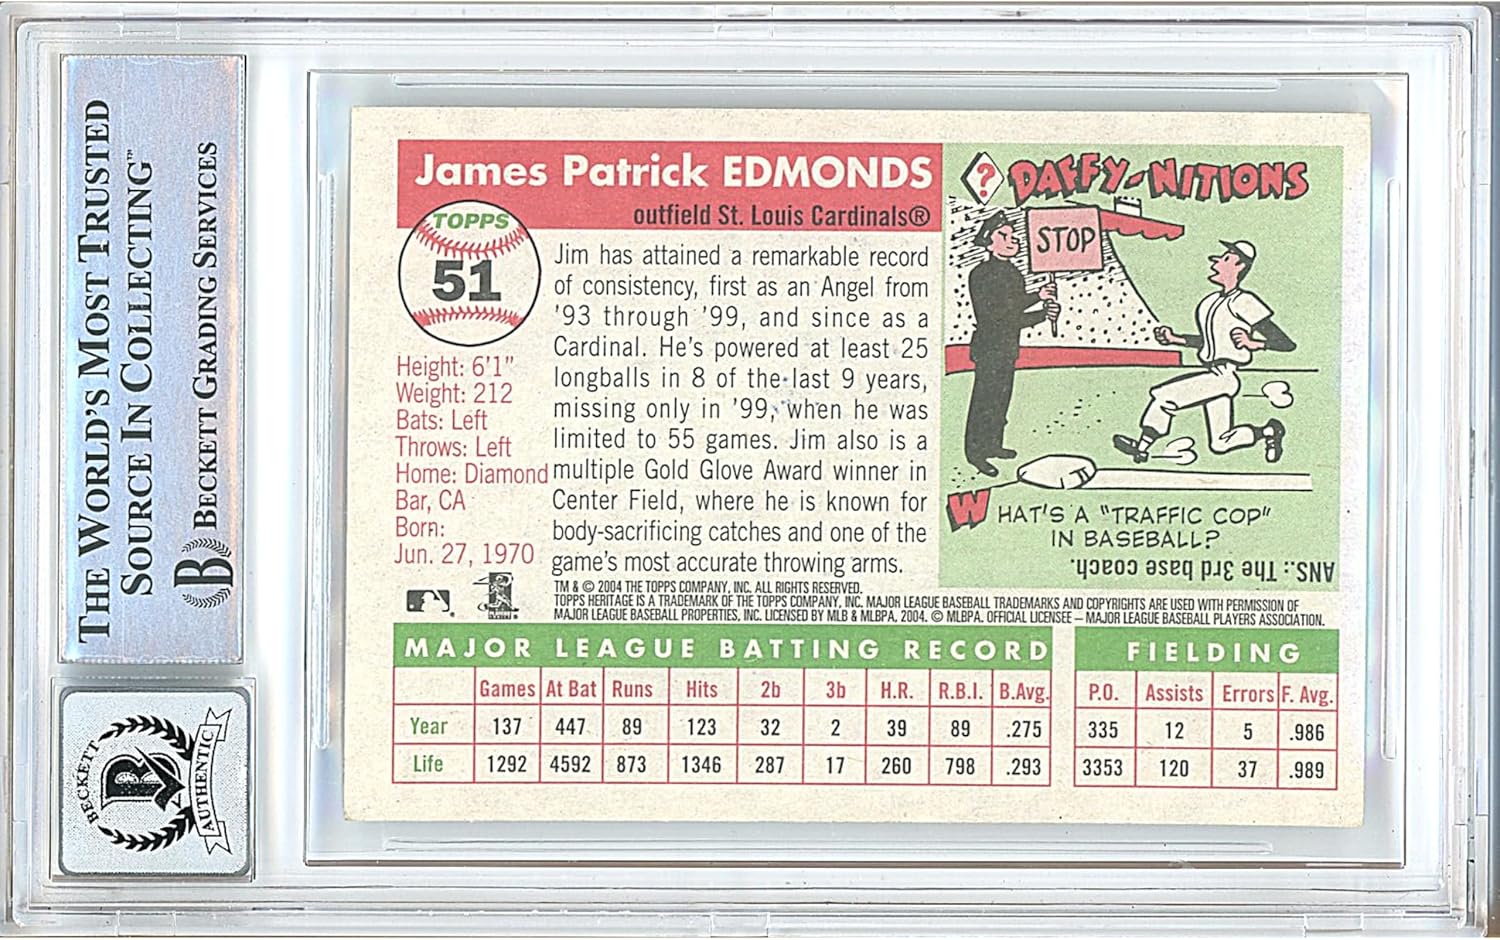 THE WORLD'S MOST TRUSTED
SOURCE IN COLLECTING™
B BECKETT GRADING SERVICES
BECKETT
B
AUTHENTIC
James Patrick EDMONDS
outfield St. Louis Cardinals®
TOPPS
51
Height: 6'1"
Weight: 212
Bats: Left
Throws: Left
Home: Diamond
Bar, CA
Born:
Jun. 27, 1970
Jim has attained a remarkable record
of consistency, first as an Angel from
'93 through '99, and since as a
Cardinal. He's powered at least 25
longballs in 8 of the last 9 years,
missing only in '99, when he was
limited to 55 games. Jim also is a
multiple Gold Glove Award winner in
Center Field, where he is known for
body-sacrificing catches and one of the
game's most accurate throwing arms.
? DAFFY-NITIONS
STOP
WHAT'S A "TRAFFIC COP"
IN BASEBALL?
ANS.: The 3rd base coach.
TM & © 2004 THE TOPPS COMPANY, INC. ALL RIGHTS RESERVED.
TOPPS HERITAGE IS A TRADEMARK OF THE TOPPS COMPANY, INC. MAJOR LEAGUE BASEBALL TRADEMARKS AND COPYRIGHTS ARE USED WITH PERMISSION OF
MAJOR LEAGUE BASEBALL PROPERTIES, INC. LICENSED BY MLB & MLBPA, 2004. © MLBPA. OFFICIAL LICENSEE – MAJOR LEAGUE BASEBALL PLAYERS ASSOCIATION.
MAJOR LEAGUE BATTING RECORD
Games At Bat Runs Hits 2b 3b H.R. R.B.I. B.Avg.
Year 137 447 89 123 32 2 39 89 .275
Life 1292 4592 873 1346 287 17 260 798 .293
FIELDING
P.O. Assists Errors F. Avg.
335 12 5 .986
3353 120 37 .989